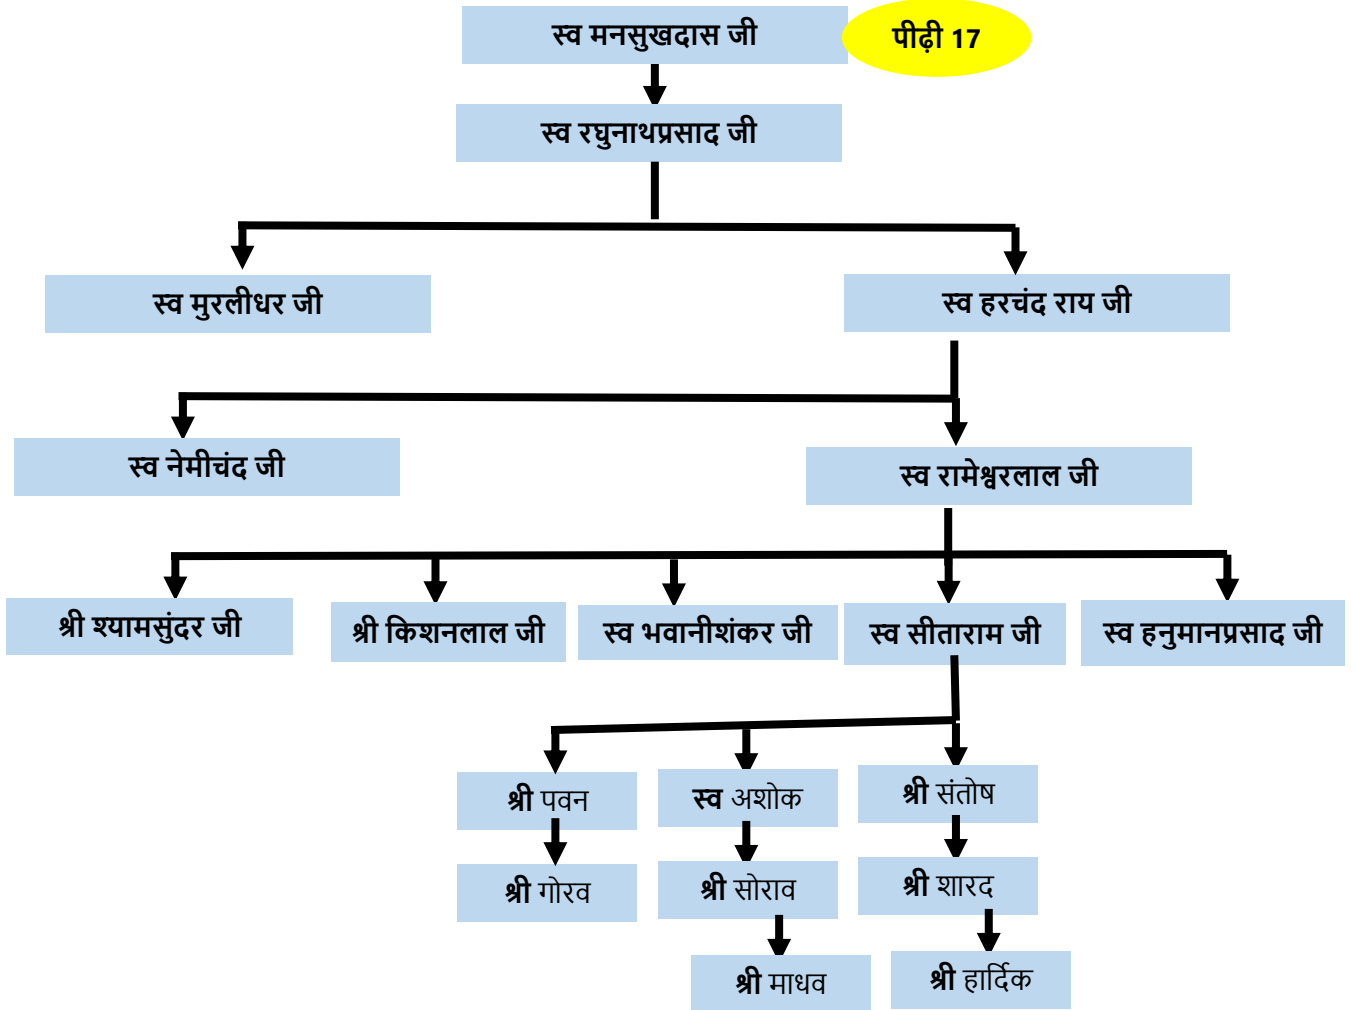 स्व मनसुखदास जी
पीढ़ी 17
स्व रघुनाथप्रसाद जी
स्व मुरलीधर जी
स्व हरचंद राय जी
स्व नेमीचंद जी
स्व रामेश्वरलाल जी
श्री श्यामसुंदर जी
श्री किशनलाल जी
स्व भवानीशंकर जी
स्व सीताराम जी
स्व हनुमानप्रसाद जी
श्री पवन
स्व अशोक
श्री संतोष
श्री गोरव
श्री सोराव
श्री शारद
श्री माधव
श्री हार्दिक